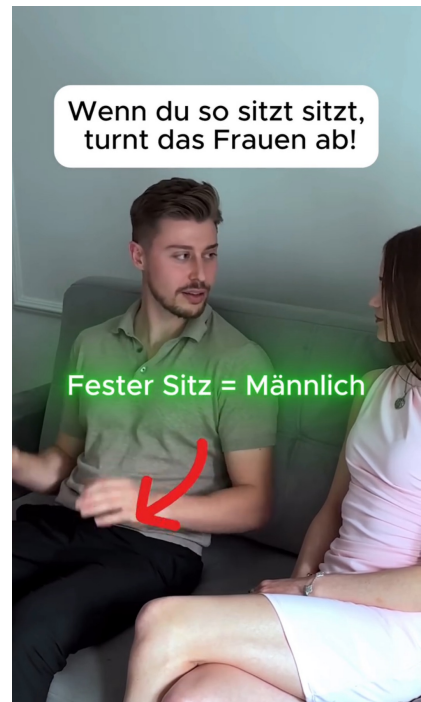 Wenn du so sitzt sitzt,
turnt das Frauen ab!
Fester Sitz = Männlich